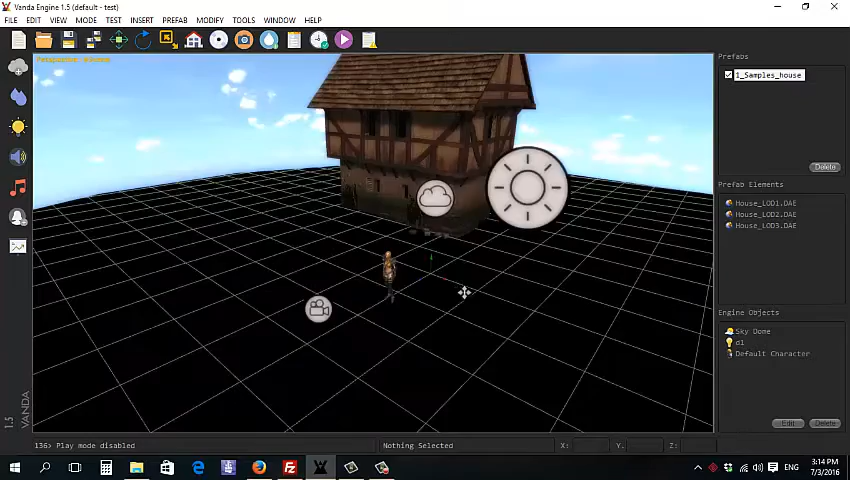 Vanda Engine 1.5 (default - test)
FILE EDIT VIEW MODE TEST INSERT PREFAB MODIFY TOOLS WINDOW HELP
Prefabs
1_Samples_house
Delete
Prefab Elements
House_LOD1.DAE
House_LOD2.DAE
House_LOD3.DAE
Engine Objects
Sky Dome
d1
Default Character
Edit Delete
1.5 VANDA
136> Play mode disabled
Nothing Selected
X: Y: Z:
ENG
3:14 PM
7/3/2016